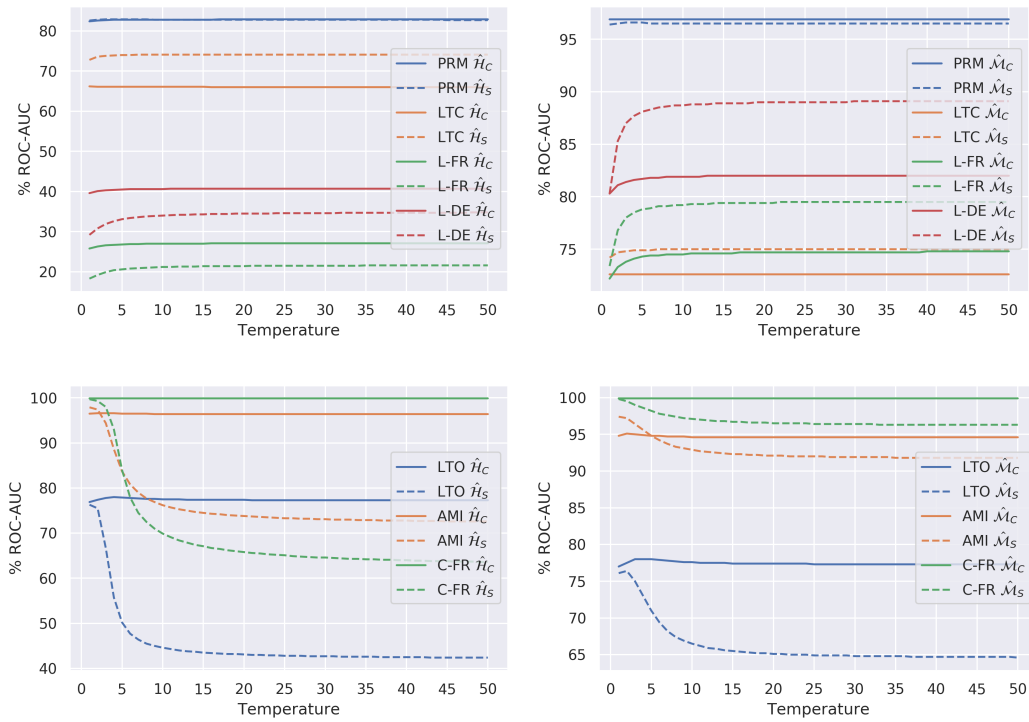 80
70
60
50
40
30
20
% ROC-AUC
PRM Ĥ_C
PRM Ĥ_S
LTC Ĥ_C
LTC Ĥ_S
L-FR Ĥ_C
L-FR Ĥ_S
L-DE Ĥ_C
L-DE Ĥ_S
0 5 10 15 20 25 30 35 40 45 50
Temperature
95
90
85
80
75
% ROC-AUC
PRM M̂_C
PRM M̂_S
LTC M̂_C
LTC M̂_S
L-FR M̂_C
L-FR M̂_S
L-DE M̂_C
L-DE M̂_S
0 5 10 15 20 25 30 35 40 45 50
Temperature
100
90
80
70
60
50
40
% ROC-AUC
LTO Ĥ_C
LTO Ĥ_S
AMI Ĥ_C
AMI Ĥ_S
C-FR Ĥ_C
C-FR Ĥ_S
0 5 10 15 20 25 30 35 40 45 50
Temperature
100
95
90
85
80
75
70
65
% ROC-AUC
LTO M̂_C
LTO M̂_S
AMI M̂_C
AMI M̂_S
C-FR M̂_C
C-FR M̂_S
0 5 10 15 20 25 30 35 40 45 50
Temperature